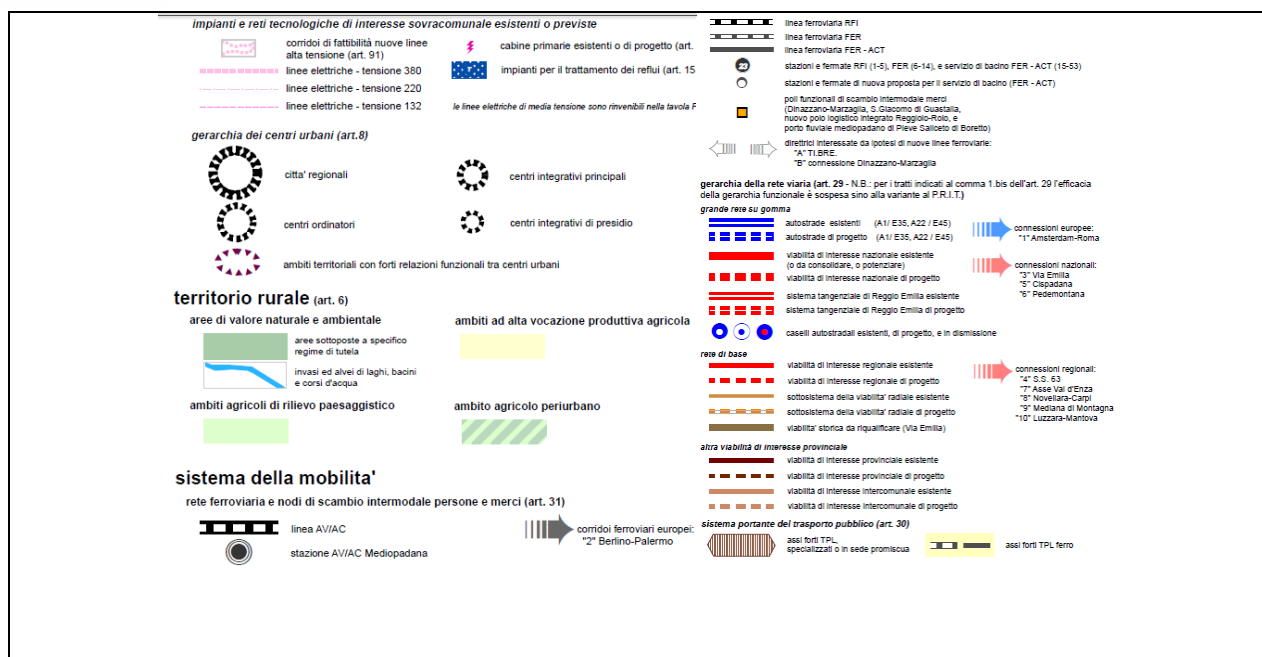 impianti e reti tecnologiche di interesse sovracomunale esistenti o previste
corridoi di fattibilità nuove linee
alta tensione (art. 91)
linee elettriche - tensione 380
linee elettriche - tensione 220
linee elettriche - tensione 132
cabine primarie esistenti o di progetto (art.
T
impianti per il trattamento dei reflui (art. 15
le linee elettriche di media tensione sono rinvenibili nella tavola P
gerarchia dei centri urbani (art.8)
citta' regionali
centri integrativi principali
centri ordinatori
centri integrativi di presidio
ambiti territoriali con forti relazioni funzionali tra centri urbani
territorio rurale (art. 6)
aree di valore naturale e ambientale
ambiti ad alta vocazione produttiva agricola
aree sottoposte a specifico
regime di tutela
invasi ed alvei di laghi, bacini
e corsi d'acqua
ambiti agricoli di rilievo paesaggistico
ambito agricolo periurbano
sistema della mobilita'
rete ferroviaria e nodi di scambio intermodale persone e merci (art. 31)
linea AV/AC
stazione AV/AC Mediopadana
corridoi ferroviari europei:
"2" Berlino-Palermo
linea ferroviaria RFI
linea ferroviaria FER
linea ferroviaria FER - ACT
23
stazioni e fermate RFI (1-5), FER (6-14), e servizio di bacino FER - ACT (15-53)
stazioni e fermate di nuova proposta per il servizio di bacino (FER - ACT)
poli funzionali di scambio intermodale merci
(Dinazzano-Marzaglia, S.Giacomo di Guastalla,
nuovo polo logistico integrato Reggiolo-Rolo, e
porto fluviale mediopadano di Pieve Saliceto di Boretto)
direttrici interessate da ipotesi di nuove linee ferroviarie:
"A" TI.BRE.
"B" connessione Dinazzano-Marzaglia
gerarchia della rete viaria (art. 29 - N.B.: per i tratti indicati al comma 1.bis dell'art. 29 l'efficacia
della gerarchia funzionale è sospesa sino alla variante al P.R.I.T.)
grande rete su gomma
autostrade esistenti (A1/ E35, A22 / E45)
autostrade di progetto (A1/ E35, A22 / E45)
connessioni europee:
"1" Amsterdam-Roma
viabilità di interesse nazionale esistente
(o da consolidare, o potenziare)
viabilità di interesse nazionale di progetto
connessioni nazionali:
"3" Via Emilia
"5" Cispadana
"6" Pedemontana
sistema tangenziale di Reggio Emilia esistente
sistema tangenziale di Reggio Emilia di progetto
caselli autostradali esistenti, di progetto, e in dismissione
rete di base
viabilità di interesse regionale esistente
viabilità di interesse regionale di progetto
sottosistema della viabilita' radiale esistente
sottosistema della viabilita' radiale di progetto
viabilita' storica da riqualificare (Via Emilia)
connessioni regionali:
"4" S.S. 63
"7" Asse Val d'Enza
"8" Novellara-Carpi
"9" Mediana di Montagna
"10" Luzzara-Mantova
altra viabilità di interesse provinciale
viabilità di interesse provinciale esistente
viabilità di interesse provinciale di progetto
viabilità di interesse intercomunale esistente
viabilità di interesse intercomunale di progetto
sistema portante del trasporto pubblico (art. 30)
assi forti TPL,
specializzati o in sede promiscua
assi forti TPL ferro